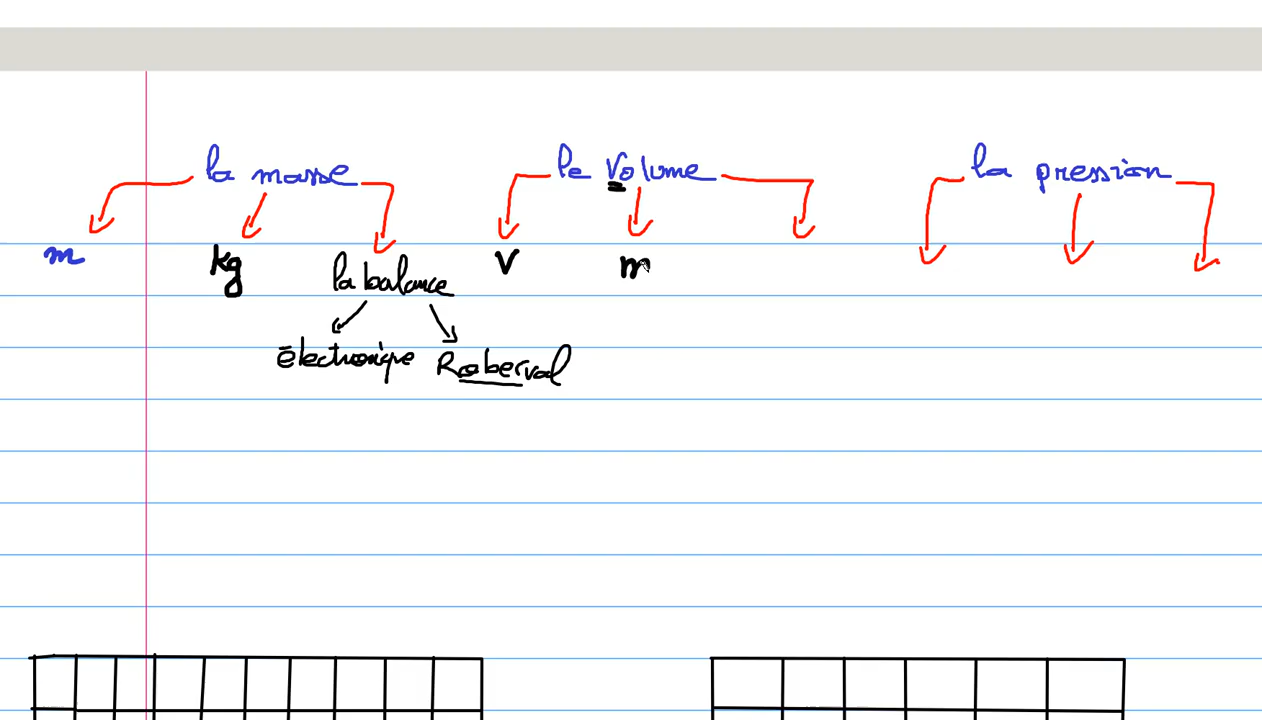 la masse le volume la pression
m kg la balance V m
électronique Roberval